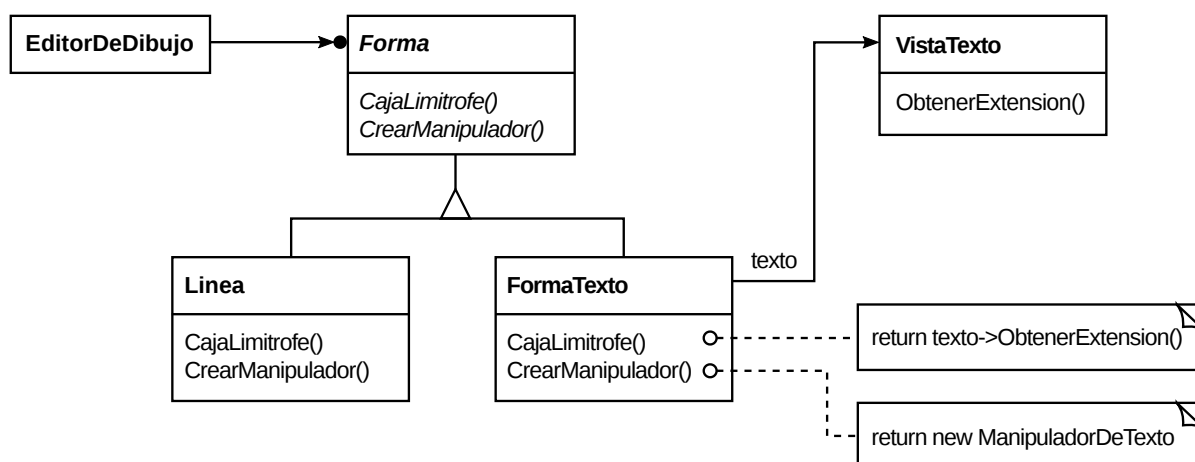 EditorDeDibujo
Forma
CajaLimitrofe()
CrearManipulador()
VistaTexto
ObtenerExtension()
texto
Linea
CajaLimitrofe()
CrearManipulador()
FormaTexto
CajaLimitrofe()
CrearManipulador()
return texto->ObtenerExtension()
return new ManipuladorDeTexto